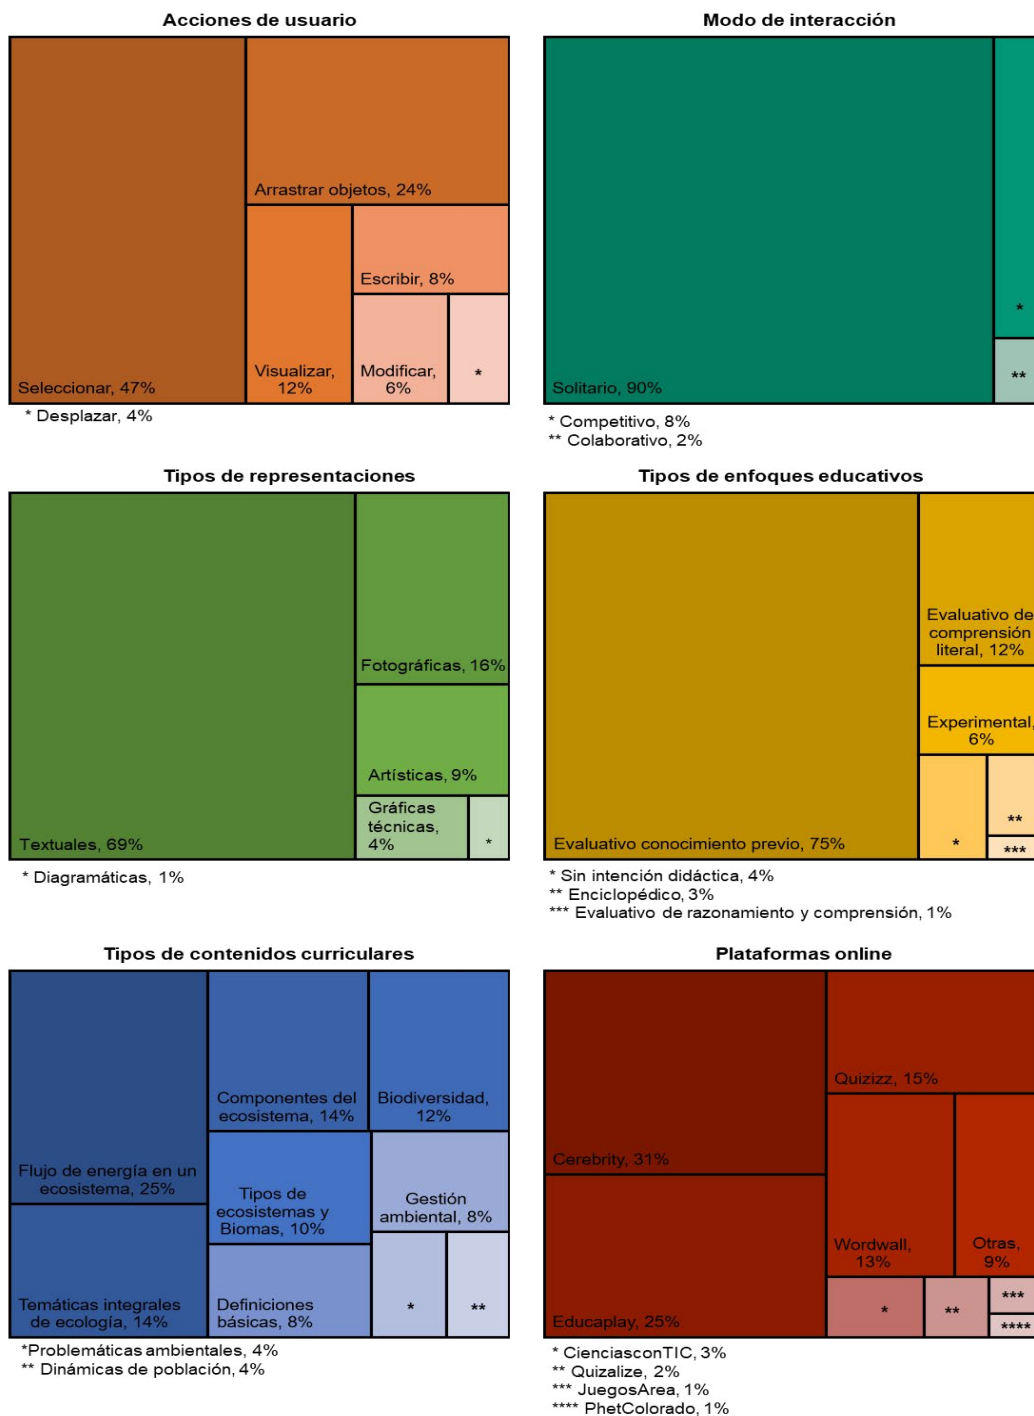 Acciones de usuario
Seleccionar, 47%
Arrastrar objetos, 24%
Visualizar,
12%
Escribir, 8%
Modificar,
6%
*
* Desplazar, 4%
Modo de interacción
Solitario, 90%
*
**
* Competitivo, 8%
** Colaborativo, 2%
Tipos de representaciones
Textuales, 69%
Fotográficas, 16%
Artísticas, 9%
Gráficas
técnicas,
4%
*
* Diagramáticas, 1%
Tipos de enfoques educativos
Evaluativo conocimiento previo, 75%
Evaluativo de
comprensión
literal, 12%
Experimental,
6%
*
**
***
* Sin intención didáctica, 4%
** Enciclopédico, 3%
*** Evaluativo de razonamiento y comprensión, 1%
Tipos de contenidos curriculares
Flujo de energía en un
ecosistema, 25%
Temáticas integrales
de ecología, 14%
Componentes del
ecosistema, 14%
Biodiversidad,
12%
Tipos de
ecosistemas y
Biomas, 10%
Gestión
ambiental, 8%
Definiciones
básicas, 8%
*
**
*Problemáticas ambientales, 4%
** Dinámicas de población, 4%
Plataformas online
Cerebrity, 31%
Educaplay, 25%
Quizizz, 15%
Wordwall,
13%
Otras,
9%
*
**
***
****
* CienciasconTIC, 3%
** Quizalize, 2%
*** JuegosArea, 1%
**** PhetColorado, 1%